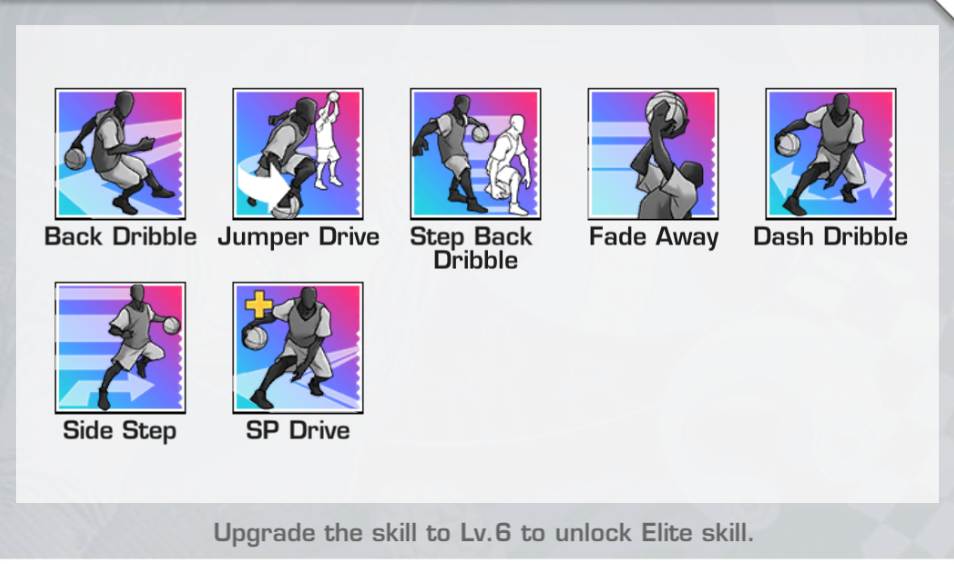 Back Dribble
Jumper Drive
Step Back
Dribble
Fade Away
Dash Dribble
Side Step
SP Drive
Upgrade the skill to Lv.6 to unlock Elite skill.